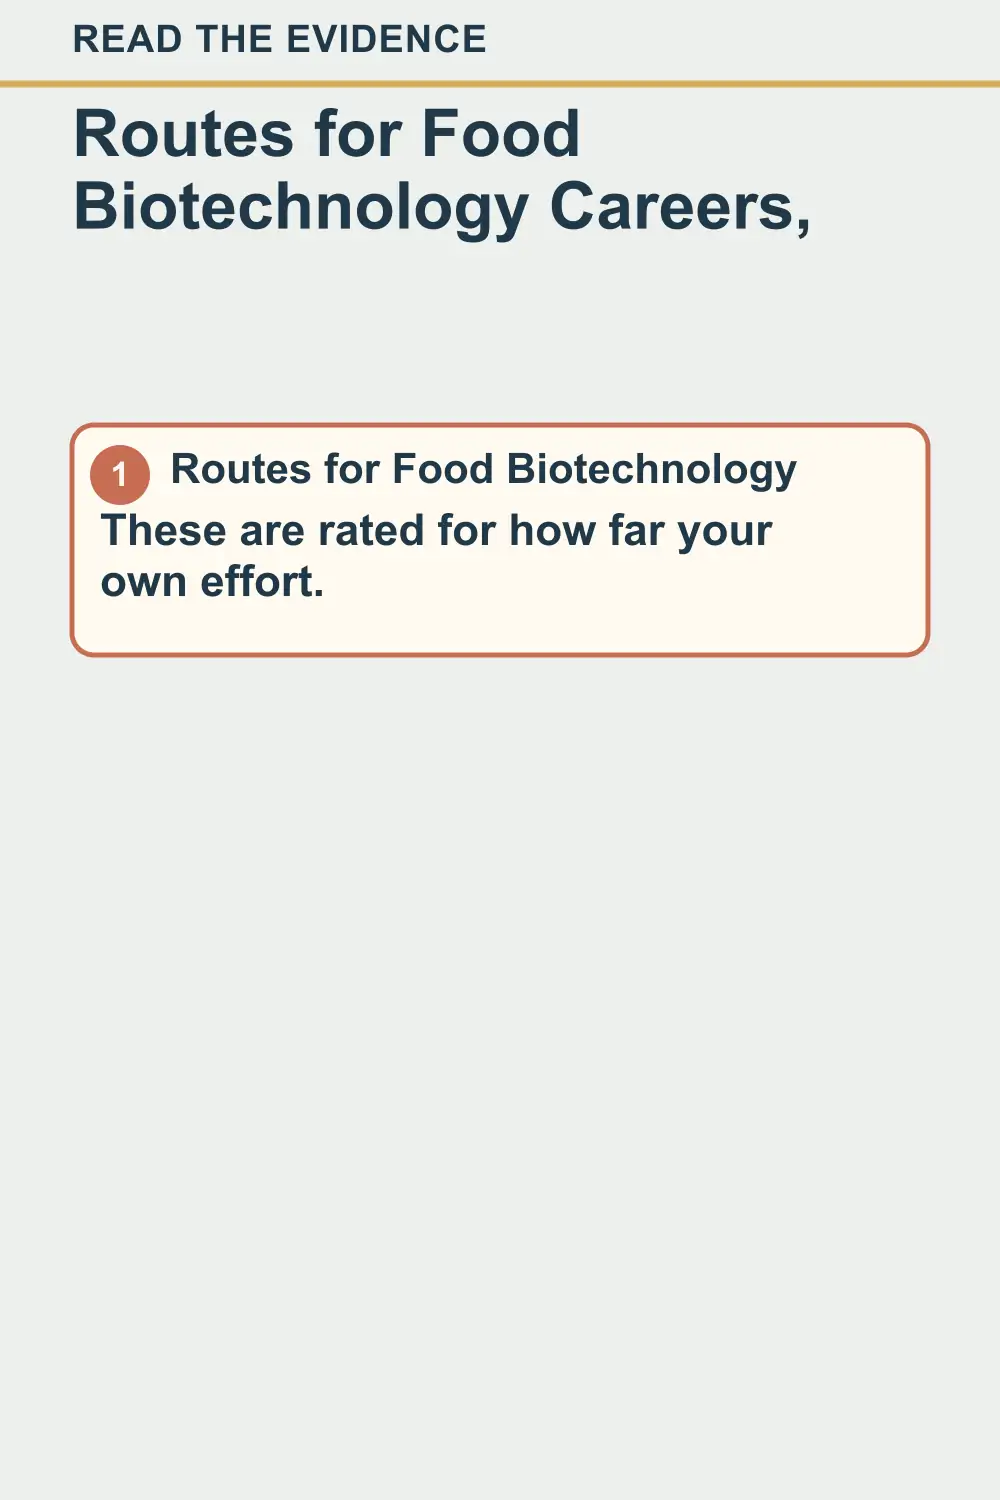 READ THE EVIDENCE
Routes for Food
Biotechnology Careers,
1 Routes for Food Biotechnology
These are rated for how far your
own effort.